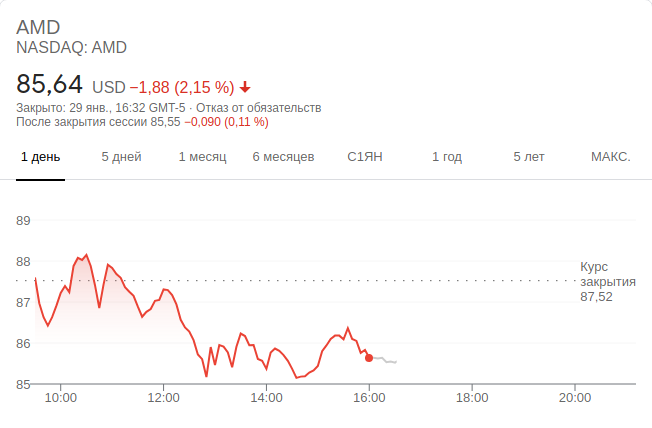 AMD
NASDAQ: AMD
85,64 USD −1,88 (2,15 %)
Закрыто: 29 янв., 16:32 GMT-5 · Отказ от обязательств
После закрытия сессии 85,55 −0,090 (0,11 %)
1 день 5 дней 1 месяц 6 месяцев С1ЯН 1 год 5 лет МАКС.
89
88
Курс
закрытия
87,52
87
86
85
10:00 12:00 14:00 16:00 18:00 20:00